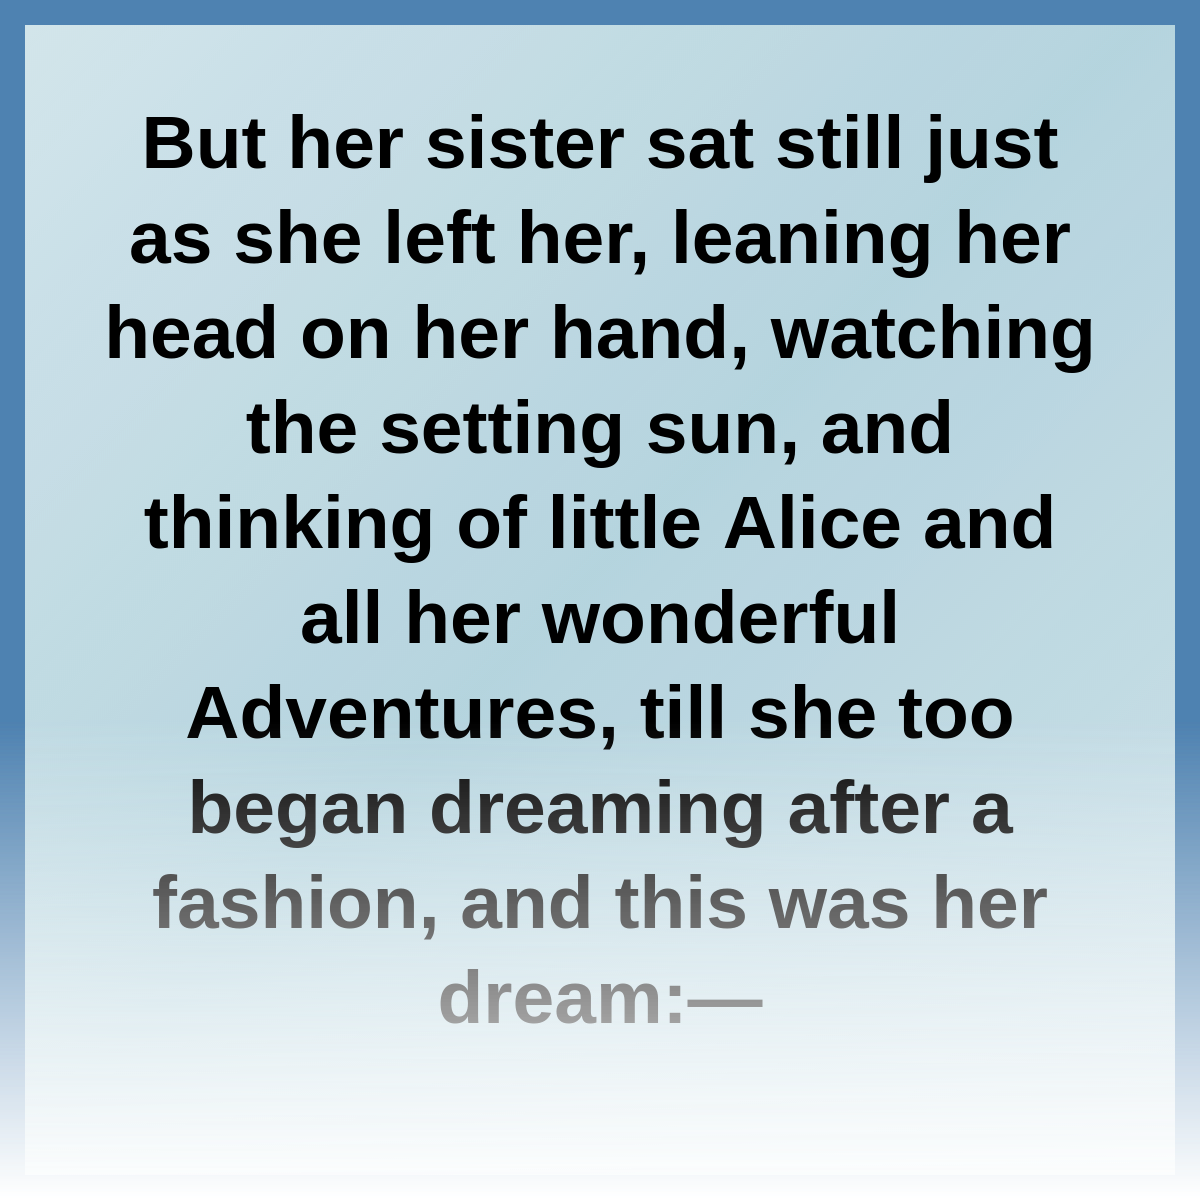 But her sister sat still just
as she left her, leaning her
head on her hand, watching
the setting sun, and
thinking of little Alice and
all her wonderful
Adventures, till she too
began dreaming after a
fashion, and this was her
dream:—